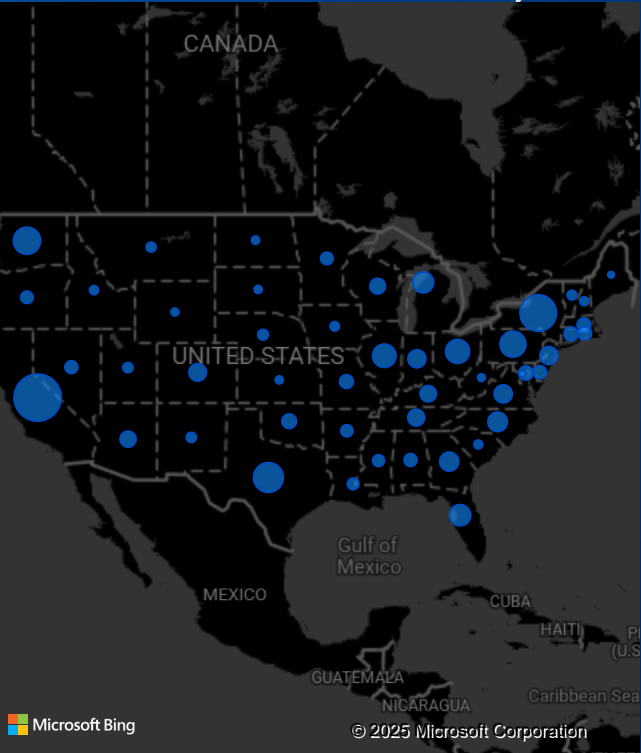 CANADA
UNITED STATES
Gulf of
Mexico
MEXICO
CUBA
HAITI
(U.S
GUATEMALA
NICARAGUA
Caribbean Sea
Microsoft Bing
© 2025 Microsoft Corporation